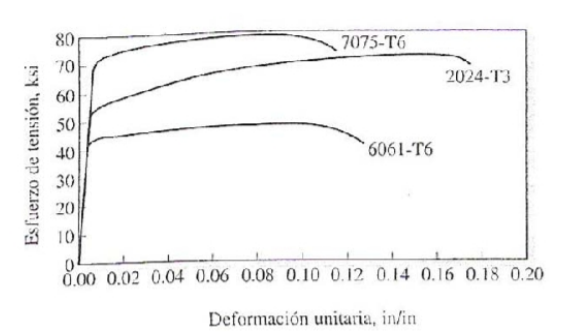 80
70
60
50
40
30
20
10
0
Esfuerzo de tensión, ksi
7075-T6
2024-T3
6061-T6
0.00 0.02 0.04 0.06 0.08 0.10 0.12 0.14 0.16 0.18 0.20
Deformación unitaria, in/in